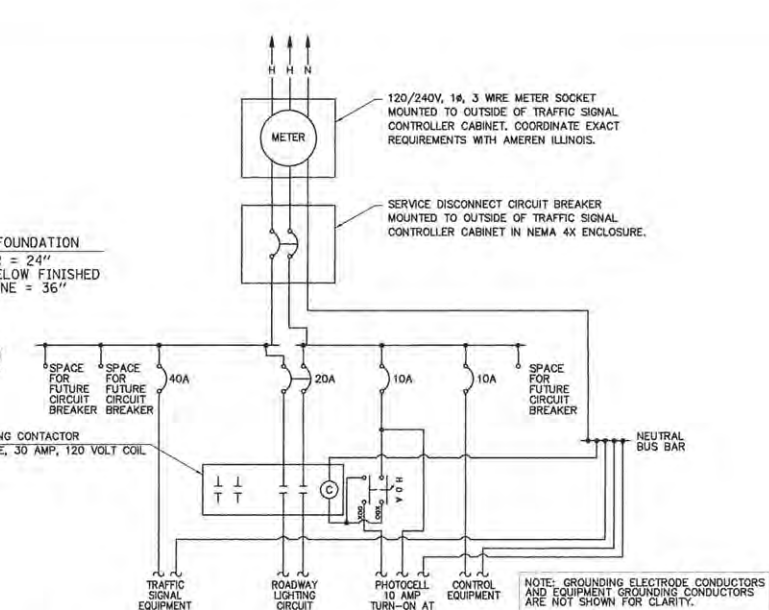 H H N
METER
120/240V, 1ø, 3 WIRE METER SOCKET
MOUNTED TO OUTSIDE OF TRAFFIC SIGNAL
CONTROLLER CABINET. COORDINATE EXACT
REQUIREMENTS WITH AMEREN ILLINOIS.
SERVICE DISCONNECT CIRCUIT BREAKER
MOUNTED TO OUTSIDE OF TRAFFIC SIGNAL
CONTROLLER CABINET IN NEMA 4X ENCLOSURE.
FOUNDATION
= 24"
ELOW FINISHED
NE = 36"
SPACE
FOR
FUTURE
CIRCUIT
BREAKER
SPACE
FOR
FUTURE
CIRCUIT
BREAKER
40A
20A
10A
10A
SPACE
FOR
FUTURE
CIRCUIT
BREAKER
NEUTRAL
BUS BAR
NG CONTACTOR
E, 30 AMP, 120 VOLT COIL
C
H O A
OOX
XOO
TRAFFIC
SIGNAL
EQUIPMENT
ROADWAY
LIGHTING
CIRCUIT
PHOTOCELL
10 AMP
TURN-ON AT
CONTROL
EQUIPMENT
NOTE: GROUNDING ELECTRODE CONDUCTORS
AND EQUIPMENT GROUNDING CONDUCTORS
ARE NOT SHOWN FOR CLARITY.